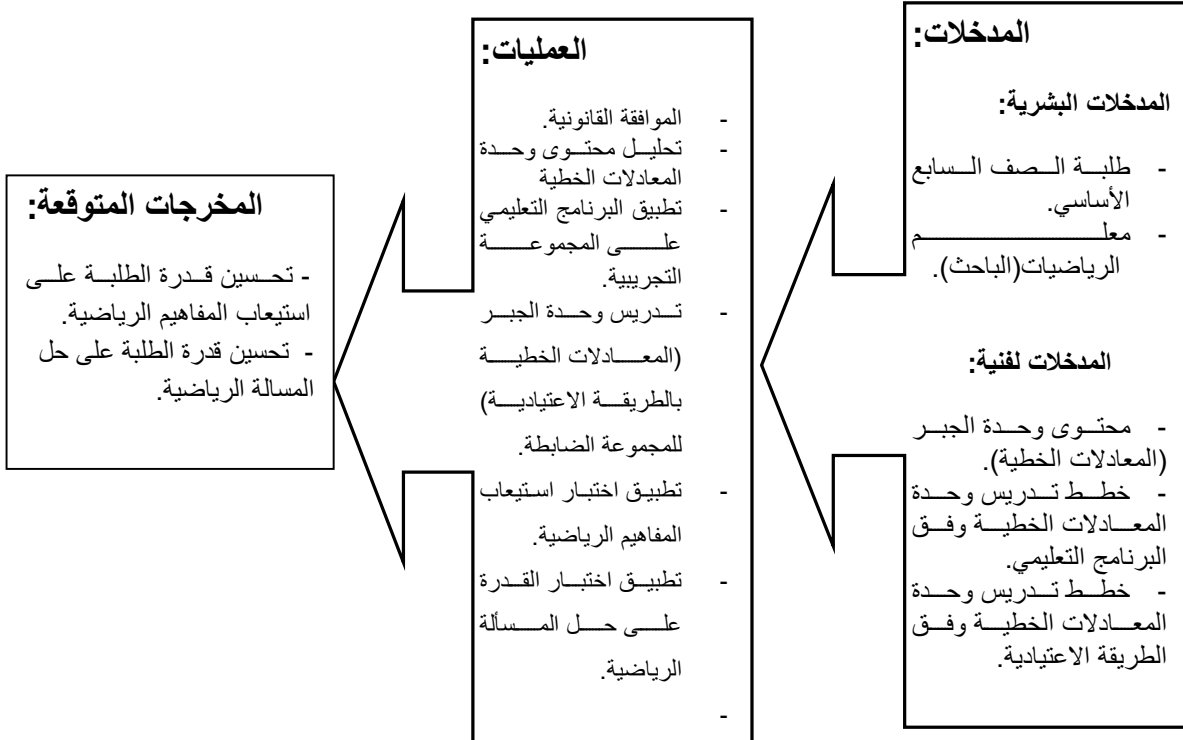 المدخلات:
المدخلات البشرية:
- طلبة الصف السابع
الأساسي.
- معلم
الرياضيات(الباحث).
المدخلات لفنية:
- محتوى وحدة الجبر
(المعادلات الخطية).
- خطط تدريس وحدة
المعادلات الخطية وفق
البرنامج التعليمي.
- خطط تدريس وحدة
المعادلات الخطية وفق
الطريقة الاعتيادية.
العمليات:
- الموافقة القانونية.
- تحليل محتوى وحدة
المعادلات الخطية
- تطبيق البرنامج التعليمي
على المجموعة
التجريبية.
- تدريس وحدة الجبر
(المعادلات الخطية
بالطريقة الاعتيادية)
للمجموعة الضابطة.
- تطبيق اختبار استيعاب
المفاهيم الرياضية.
- تطبيق اختبار القدرة
على حل المسألة
الرياضية.
-
المخرجات المتوقعة:
- تحسين قدرة الطلبة على
استيعاب المفاهيم الرياضية.
- تحسين قدرة الطلبة على حل
المسالة الرياضية.